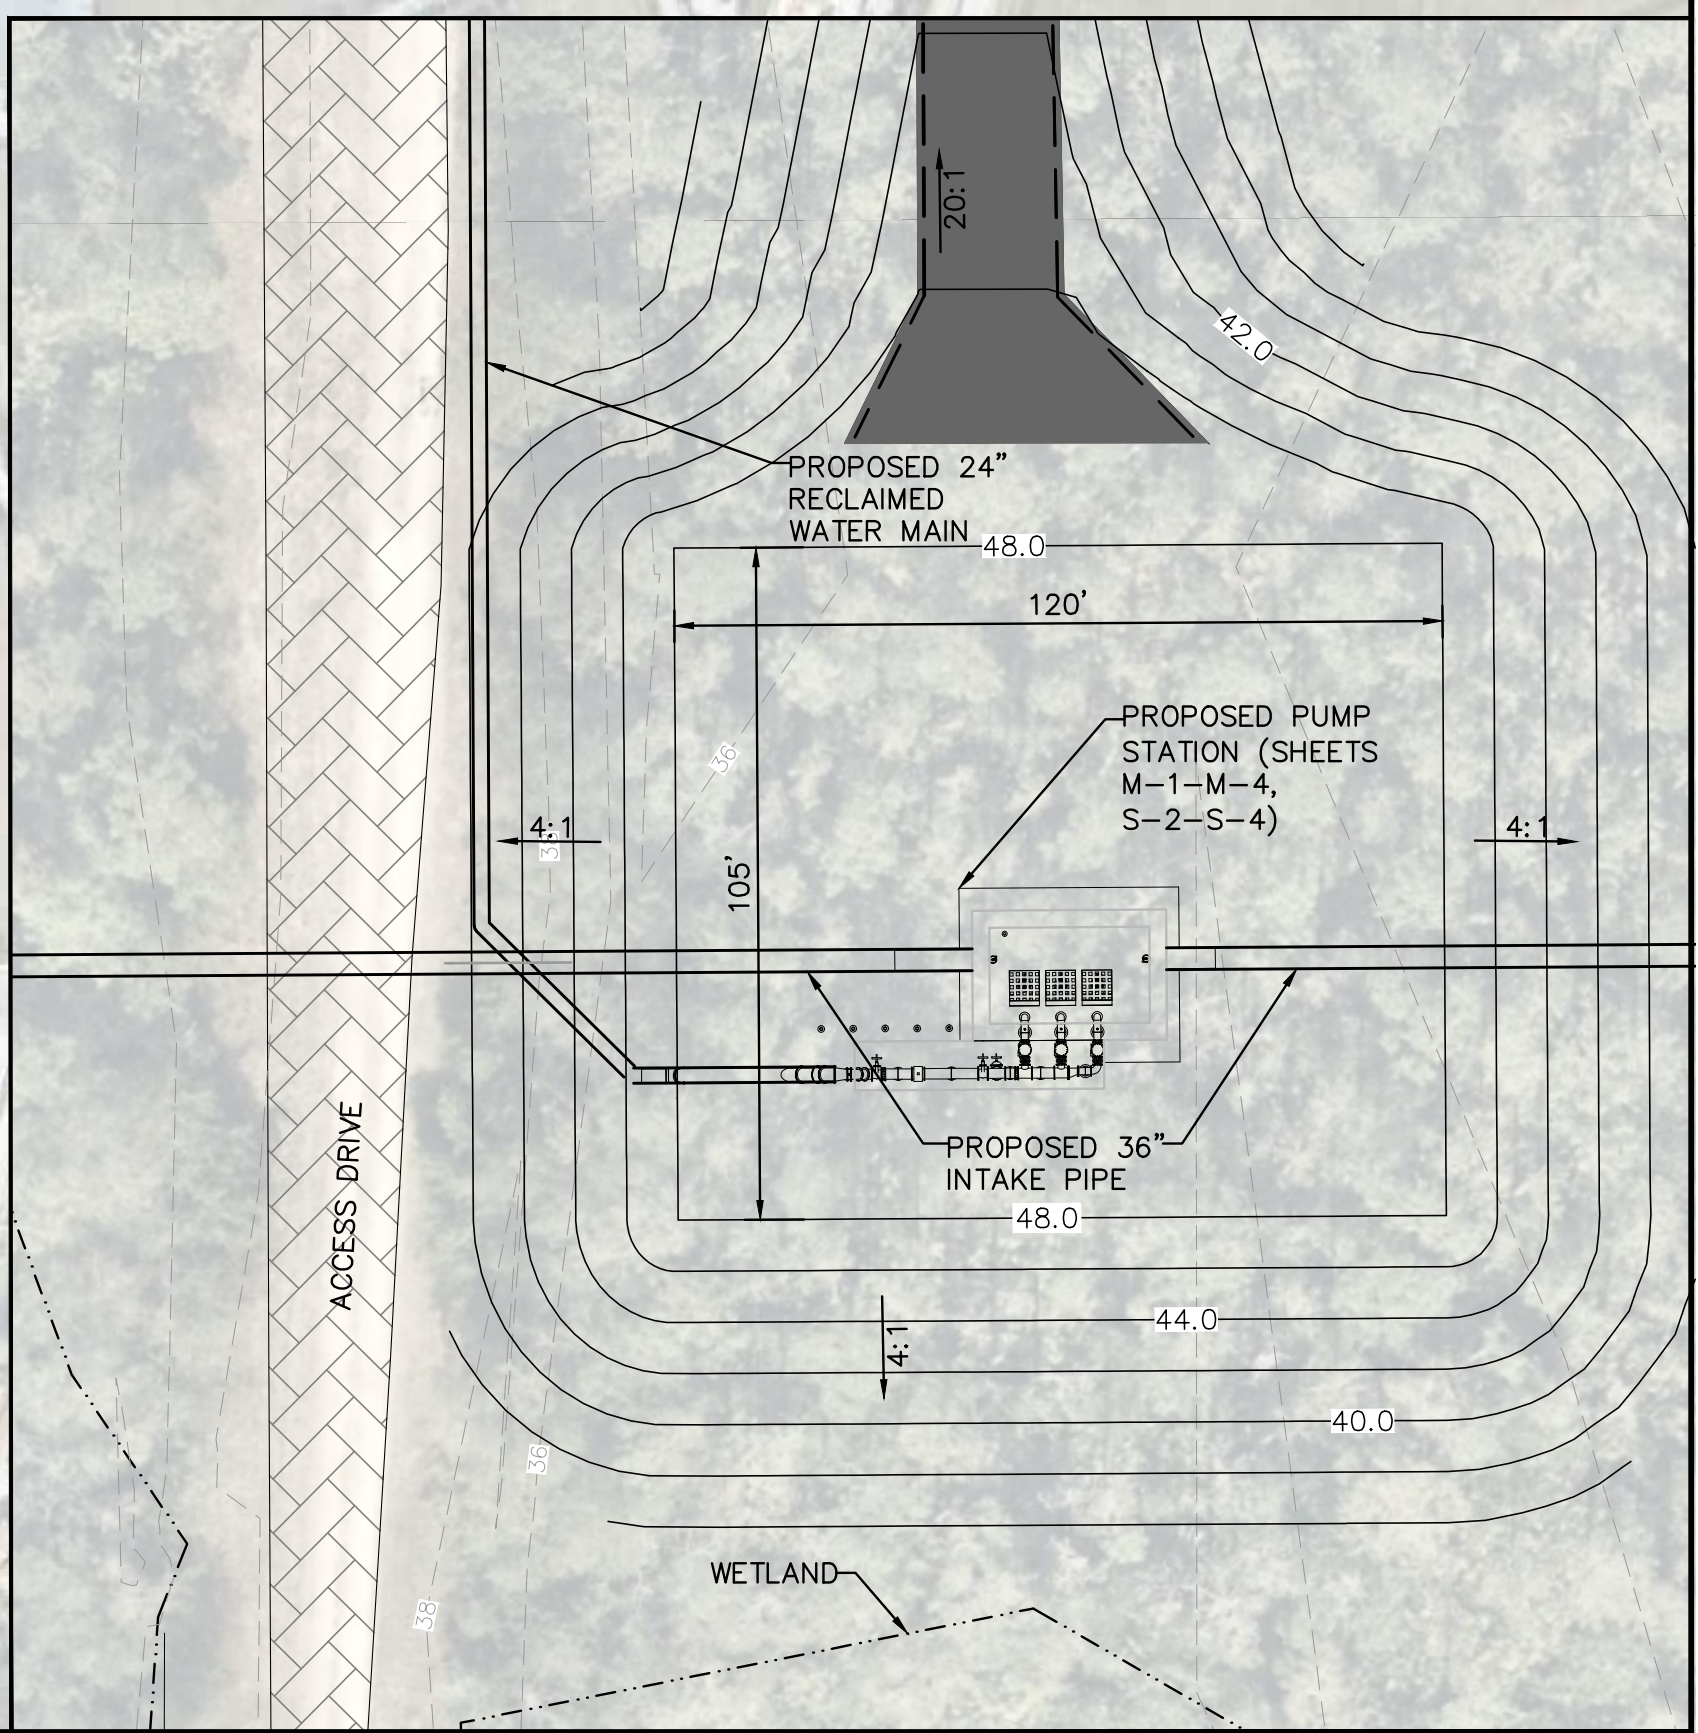 20:1
42.0
PROPOSED 24”
RECLAIMED
WATER MAIN
48.0
120’
PROPOSED PUMP
STATION (SHEETS
M-1-M-4,
S-2-S-4)
36
4:1
38
4:1
105’
PROPOSED 36”
INTAKE PIPE
48.0
ACCESS DRIVE
44.0
4:1
40.0
36
WETLAND
38